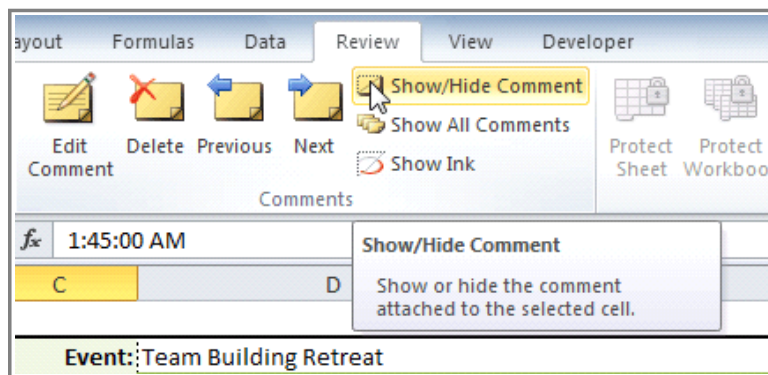 ayout Formulas Data Review View Developer
Edit Comment
Delete
Previous
Next
Show/Hide Comment
Show All Comments
Show Ink
Protect Sheet
Protect Workboo
Comments
fx 1:45:00 AM
C D
Show/Hide Comment
Show or hide the comment
attached to the selected cell.
Event: Team Building Retreat